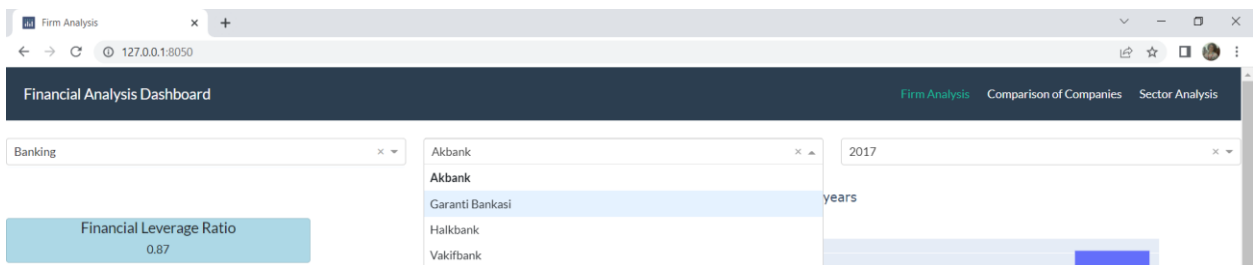 Firm Analysis
127.0.0.1:8050
Financial Analysis Dashboard
Firm Analysis Comparison of Companies Sector Analysis
Banking
Akbank
2017
Akbank
Garanti Bankasi
Halkbank
Vakifbank
years
Financial Leverage Ratio
0.87